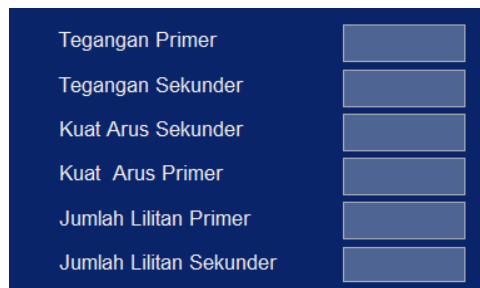 Tegangan Primer
Tegangan Sekunder
Kuat Arus Sekunder
Kuat  Arus Primer
Jumlah Lilitan Primer
Jumlah Lilitan Sekunder